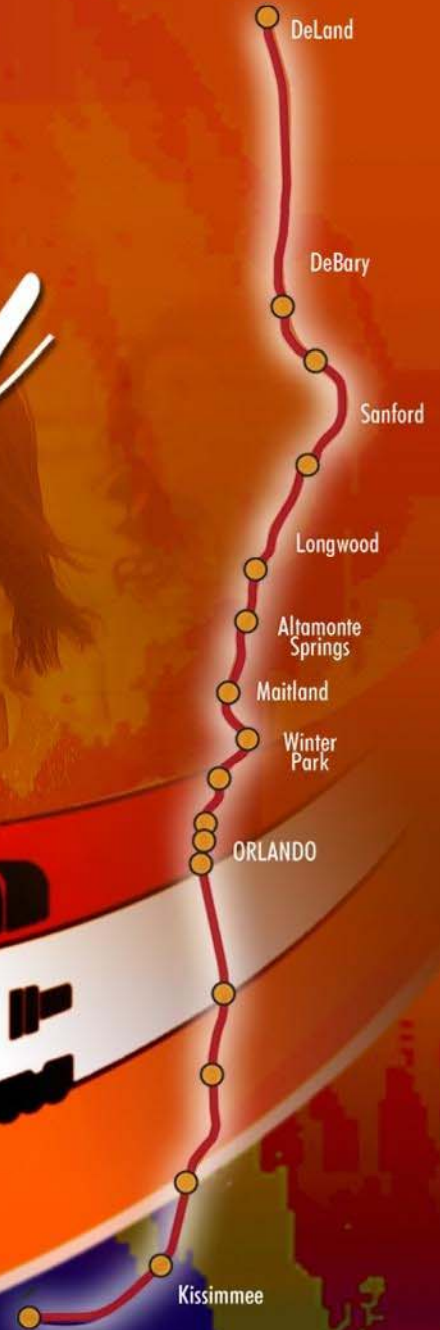 DeLand
DeBary
Sanford
Longwood
Altamonte
Springs
Maitland
Winter
Park
ORLANDO
Kissimmee